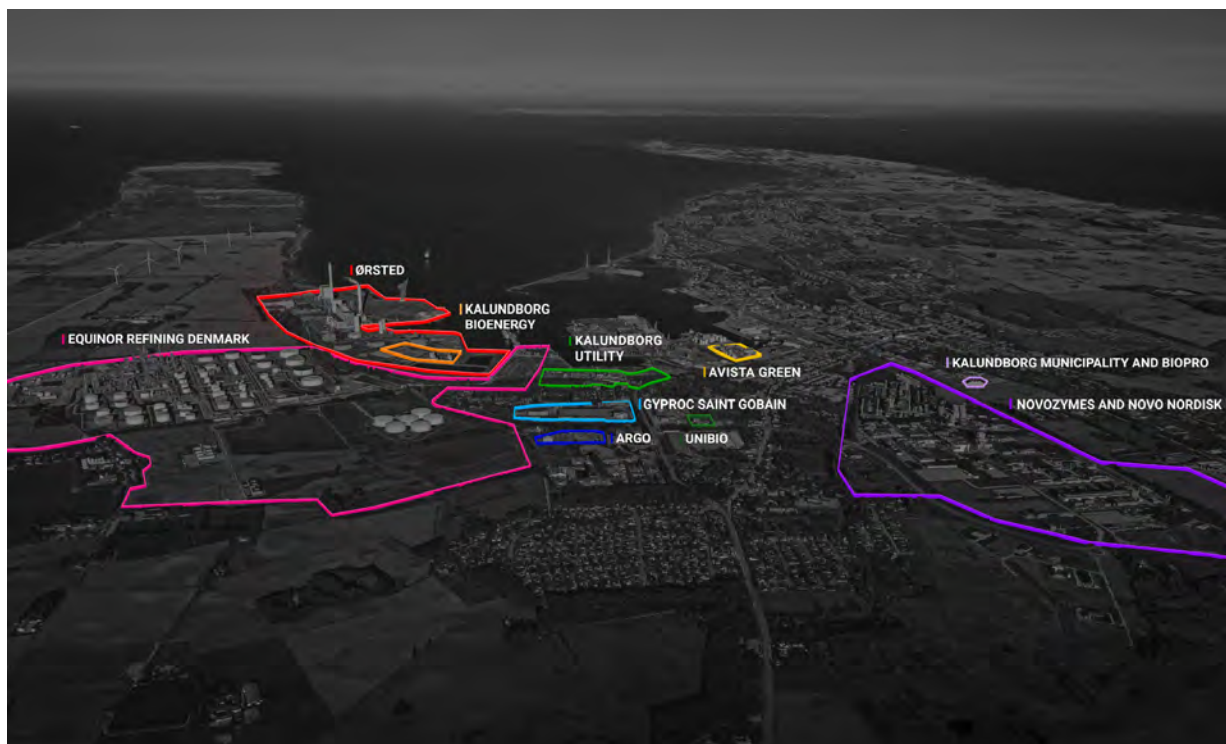 ØRSTED
KALUNDBORG
BIOENERGY
EQUINOR REFINING DENMARK
KALUNDBORG
UTILITY
KALUNDBORG MUNICIPALITY AND BIOPRO
AVISTA GREEN
GYPROC SAINT GOBAIN
NOVOZYMES AND NOVO NORDISK
ARGO
UNIBIO